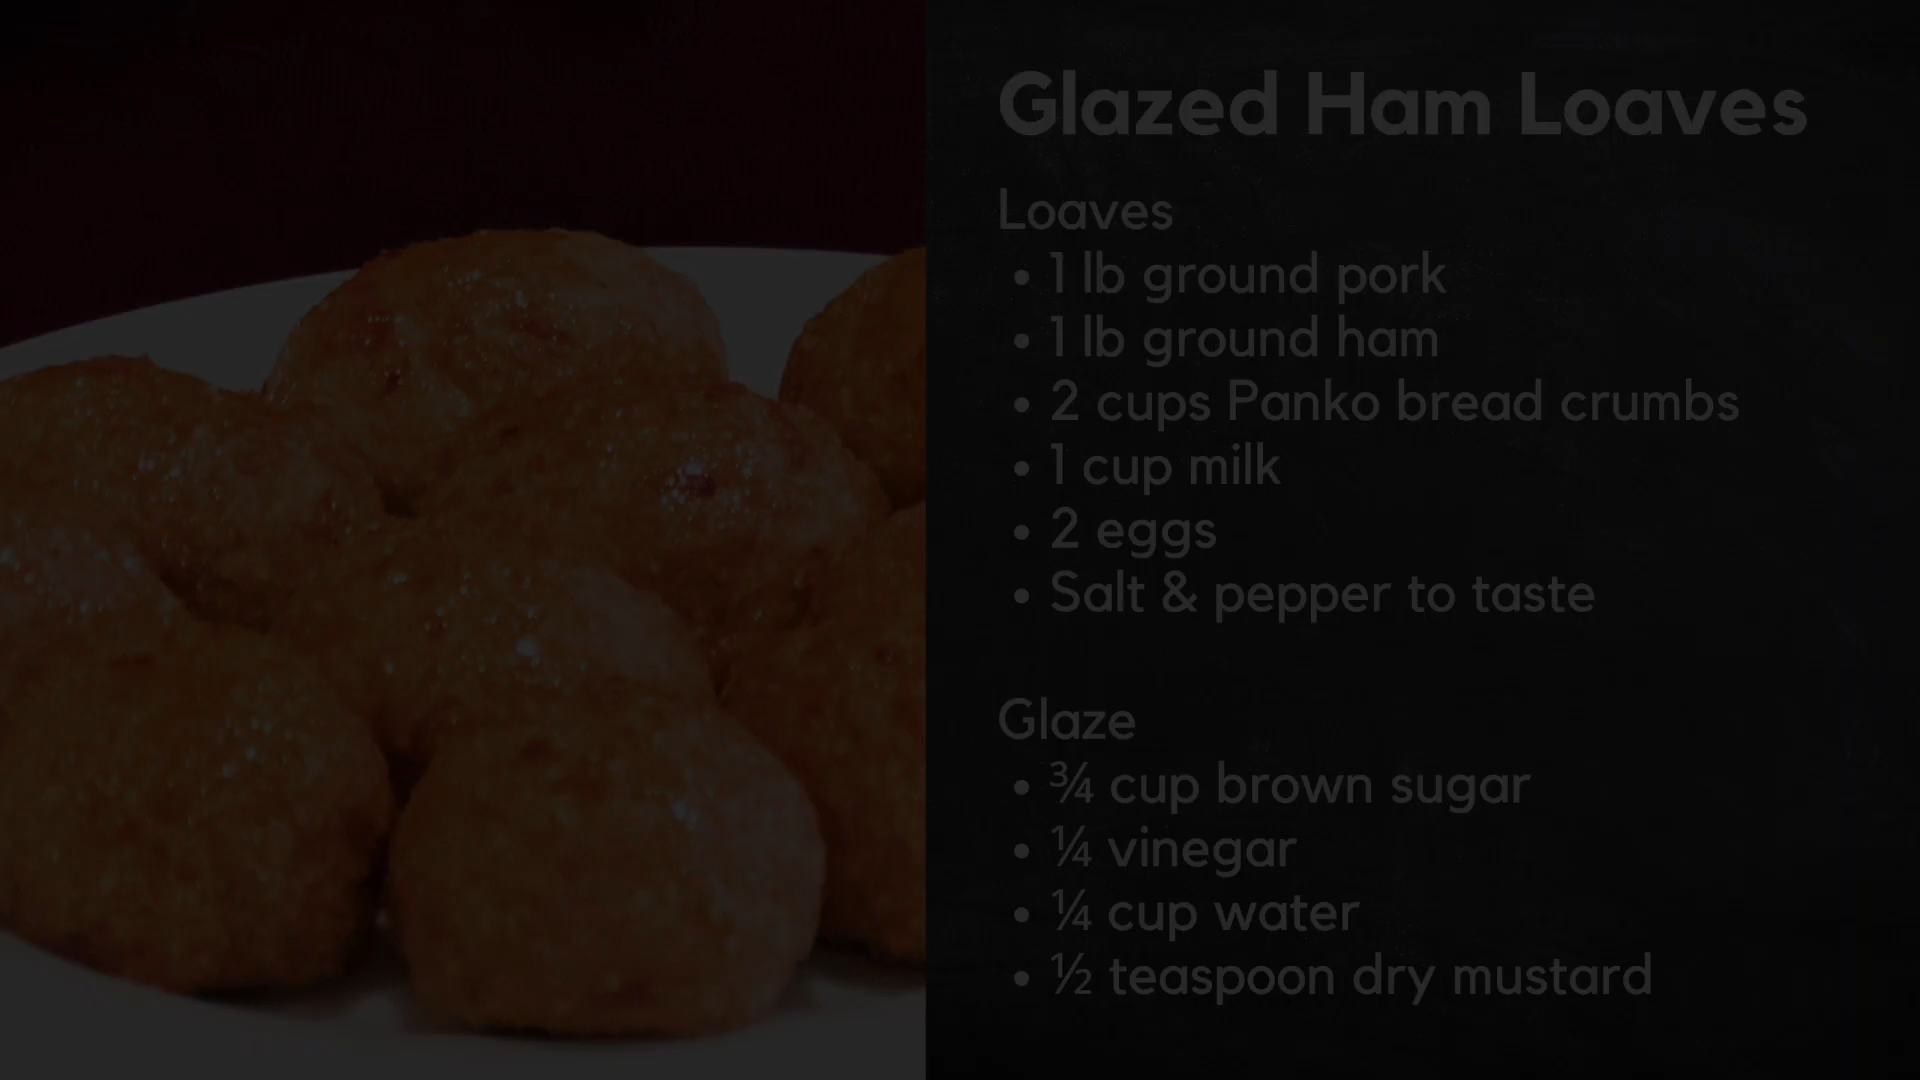 Glazed Ham Loaves
Loaves
• 1 lb ground pork
• 1 lb ground ham
• 2 cups Panko bread crumbs
• 1 cup milk
• 2 eggs
• Salt & pepper to taste
Glaze
• ¾ cup brown sugar
• ¼ vinegar
• ¼ cup water
• ½ teaspoon dry mustard